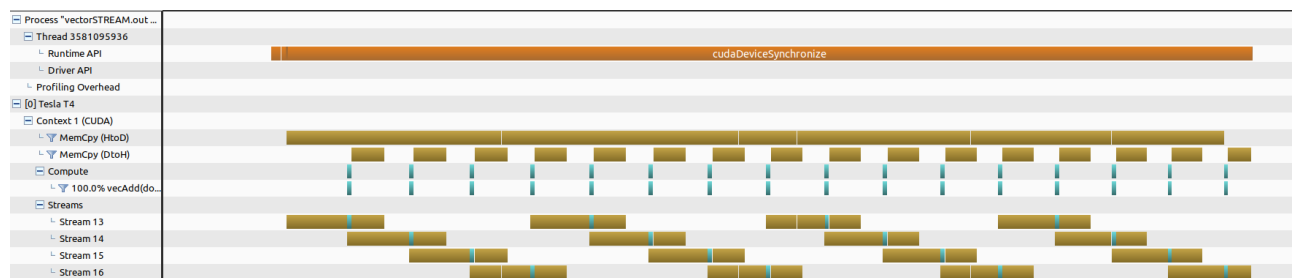 Process "vectorSTREAM.out ...
Thread 3581095936
Runtime API
cudaDeviceSynchronize
Driver API
Profiling Overhead
[0] Tesla T4
Context 1 (CUDA)
MemCpy (HtoD)
MemCpy (DtoH)
Compute
100.0% vecAdd(do...
Streams
Stream 13
Stream 14
Stream 15
Stream 16